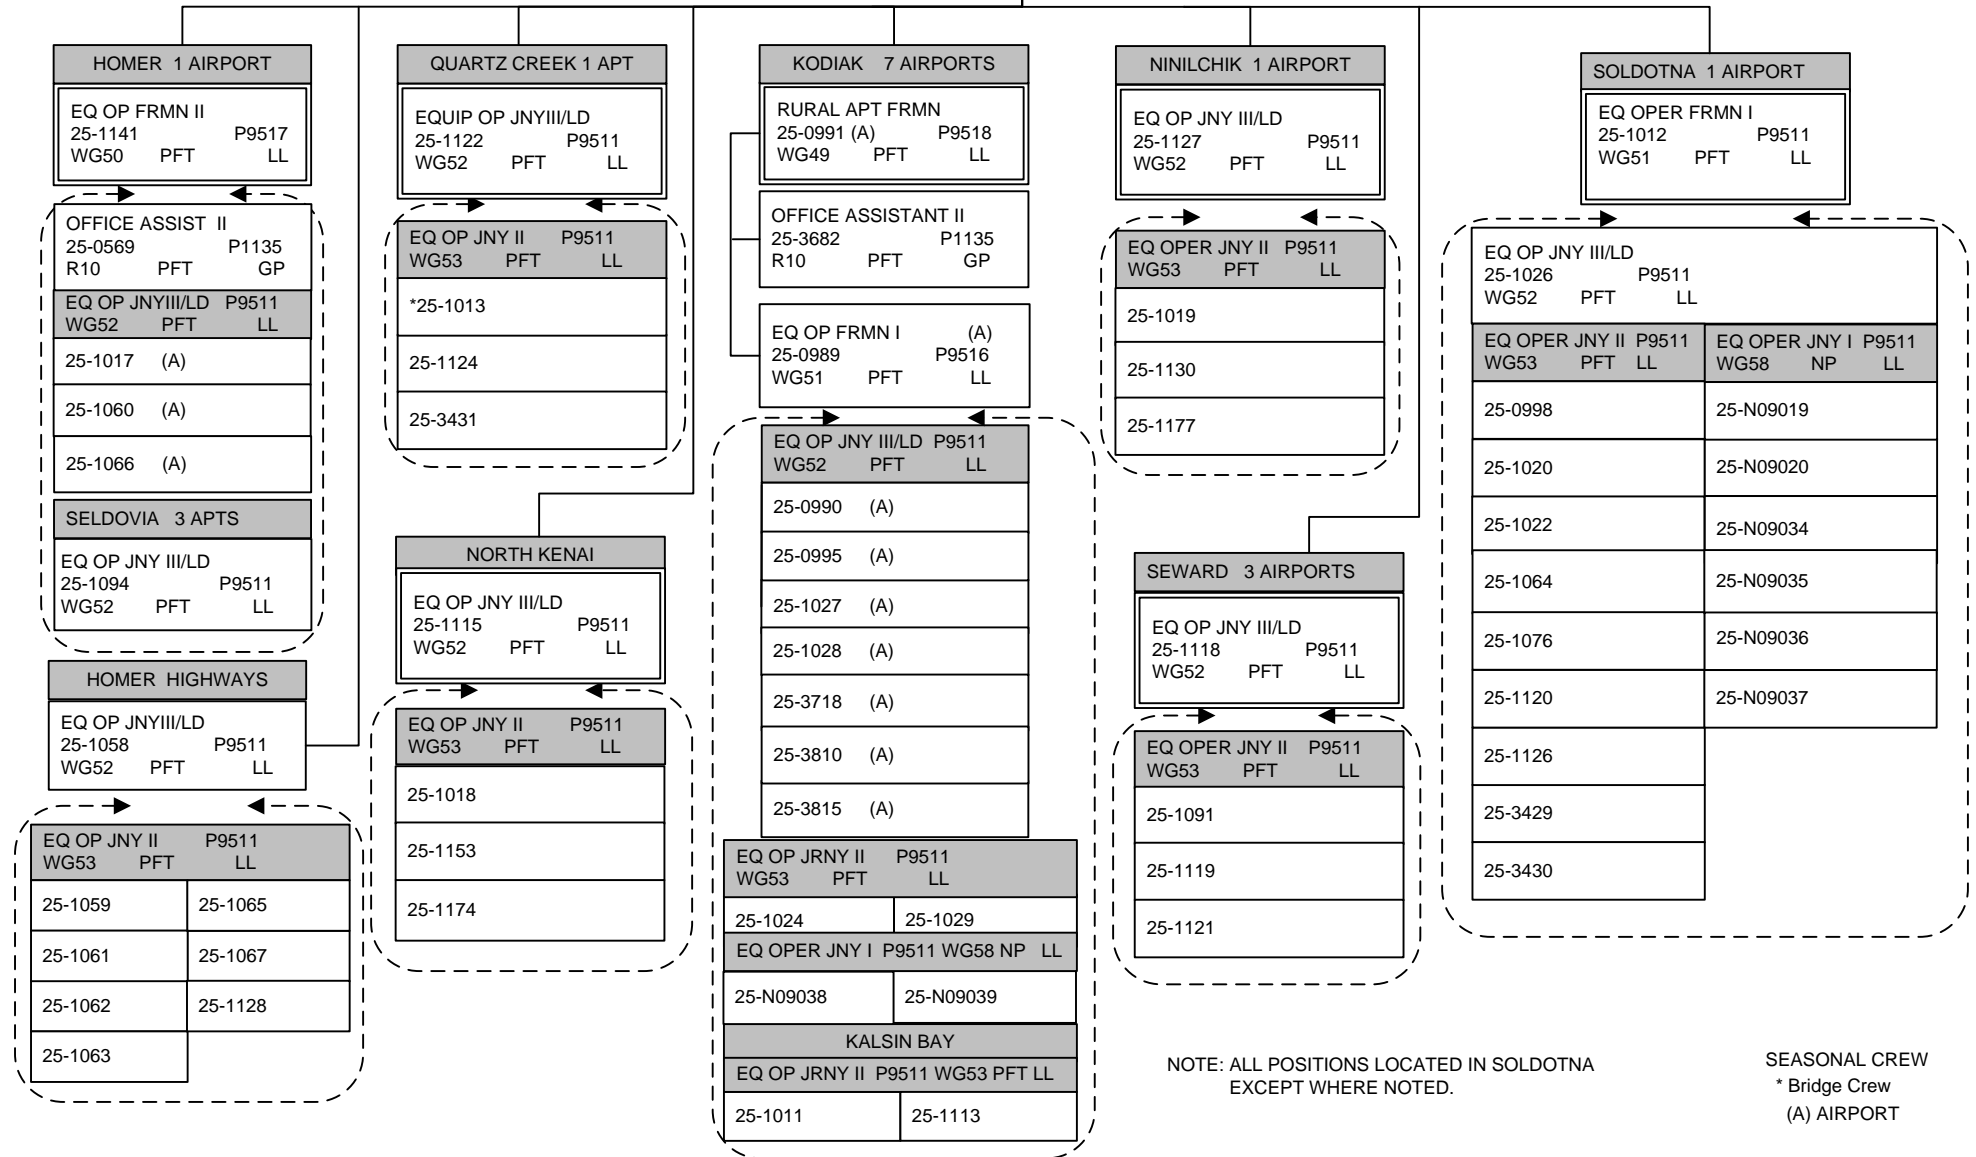 HOMER 1 AIRPORT
EQ OP FRMN II
25-1141 P9517
WG50 PFT LL
OFFICE ASSIST II
25-0569 P1135
R10 PFT GP
EQ OP JNYIII/LD P9511
WG52 PFT LL
25-1017 (A)
25-1060 (A)
25-1066 (A)
SELDOVIA 3 APTS
EQ OP JNY III/LD
25-1094 P9511
WG52 PFT LL
HOMER HIGHWAYS
EQ OP JNYIII/LD
25-1058 P9511
WG52 PFT LL
EQ OP JNY II P9511
WG53 PFT LL
25-1059 25-1065
25-1061 25-1067
25-1062 25-1128
25-1063
QUARTZ CREEK 1 APT
EQUIP OP JNYIII/LD
25-1122 P9511
WG52 PFT LL
EQ OP JNY II P9511
WG53 PFT LL
*25-1013
25-1124
25-3431
NORTH KENAI
EQ OP JNY III/LD
25-1115 P9511
WG52 PFT LL
EQ OP JNY II P9511
WG53 PFT LL
25-1018
25-1153
25-1174
KODIAK 7 AIRPORTS
RURAL APT FRMN
25-0991 (A) P9518
WG49 PFT LL
OFFICE ASSISTANT II
25-3682 P1135
R10 PFT GP
EQ OP FRMN I (A)
25-0989 P9516
WG51 PFT LL
EQ OP JNY III/LD P9511
WG52 PFT LL
25-0990 (A)
25-0995 (A)
25-1027 (A)
25-1028 (A)
25-3718 (A)
25-3810 (A)
25-3815 (A)
EQ OP JRNY II P9511
WG53 PFT LL
25-1024 25-1029
EQ OPER JNY I P9511 WG58 NP LL
25-N09038 25-N09039
KALSIN BAY
EQ OP JRNY II P9511 WG53 PFT LL
25-1011 25-1113
NINILCHIK 1 AIRPORT
EQ OP JNY III/LD
25-1127 P9511
WG52 PFT LL
EQ OPER JNY II P9511
WG53 PFT LL
25-1019
25-1130
25-1177
SEWARD 3 AIRPORTS
EQ OP JNY III/LD
25-1118 P9511
WG52 PFT LL
EQ OPER JNY II P9511
WG53 PFT LL
25-1091
25-1119
25-1121
SOLDOTNA 1 AIRPORT
EQ OPER FRMN I
25-1012 P9511
WG51 PFT LL
EQ OP JNY III/LD
25-1026 P9511
WG52 PFT LL
EQ OPER JNY II P9511
WG53 PFT LL
25-0998
25-1020
25-1022
25-1064
25-1076
25-1120
25-1126
25-3429
25-3430
EQ OPER JNY I P9511
WG58 NP LL
25-N09019
25-N09020
25-N09034
25-N09035
25-N09036
25-N09037
NOTE: ALL POSITIONS LOCATED IN SOLDOTNA
EXCEPT WHERE NOTED.
SEASONAL CREW
* Bridge Crew
(A) AIRPORT